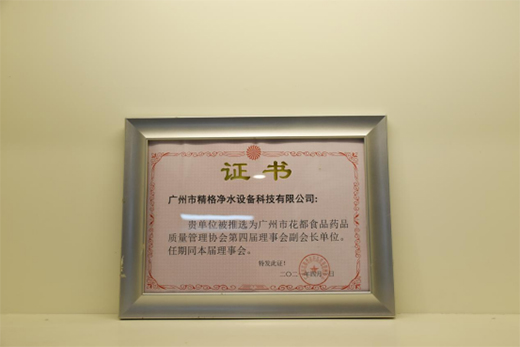 证书
广州市精格净水设备科技有限公司:
贵单位被推选为广州市花都食品药品
质量管理协会第四届理事会副会长单位。
任期同本届理事会。
特发此证!
二〇二